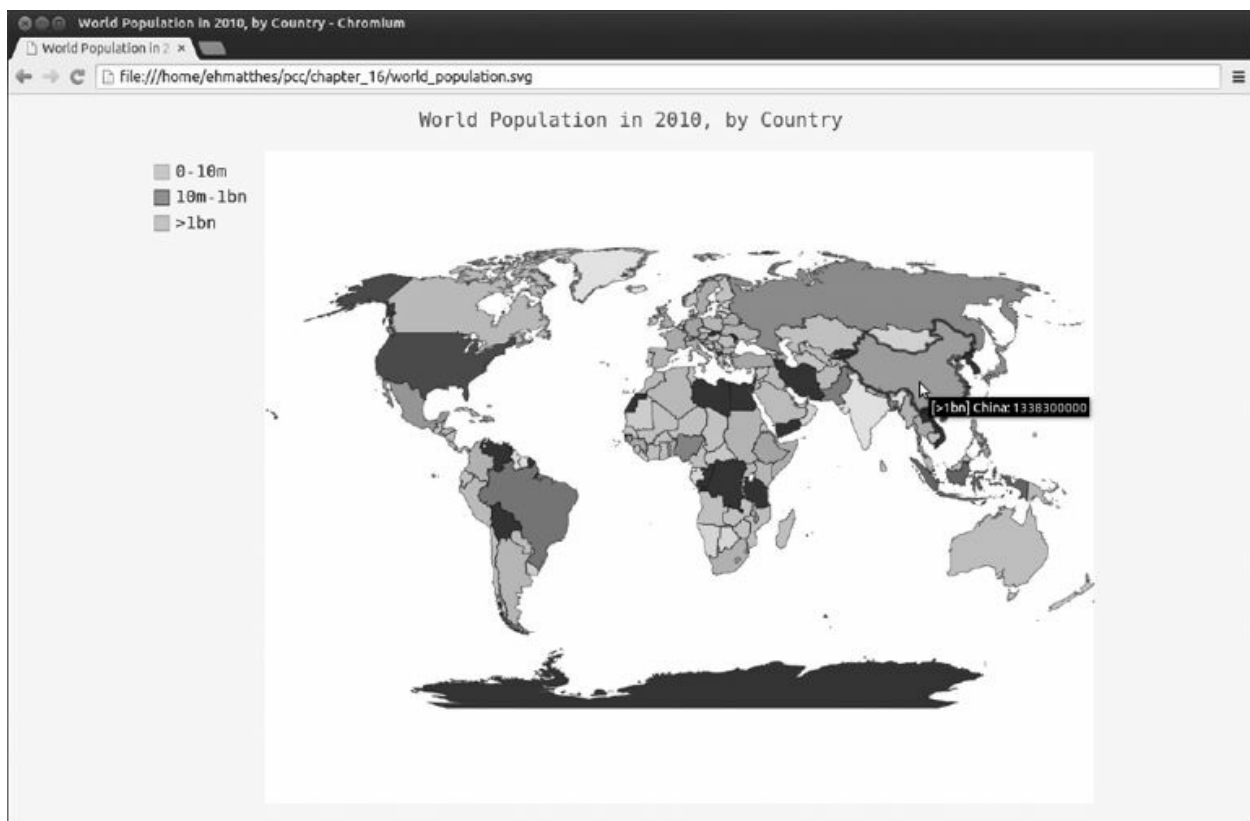 World Population in 2010, by Country - Chromium
World Population in 2
file:///home/ehmatthes/pcc/chapter_16/world_population.svg
World Population in 2010, by Country
0-10m
10m-1bn
>1bn
[>1bn] China: 1338300000